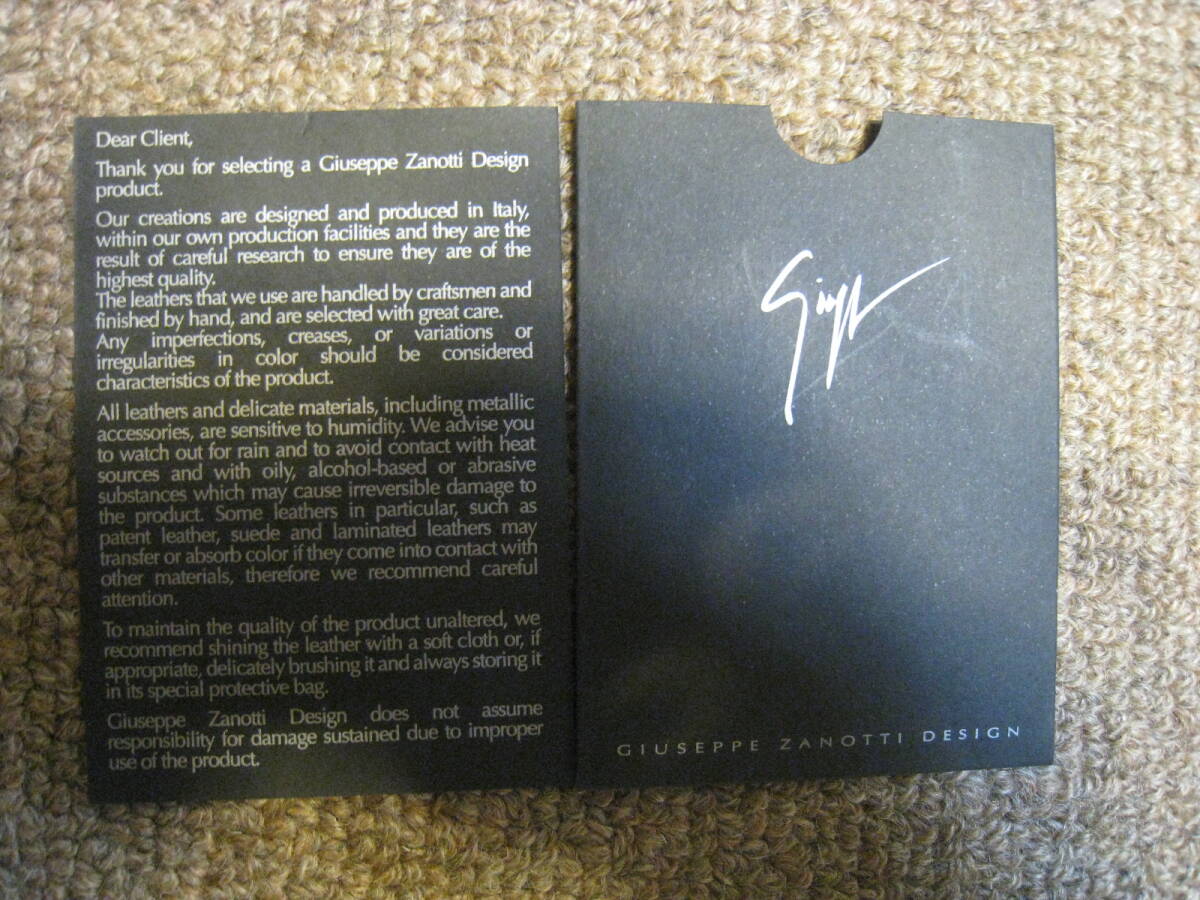 Dear Client,
Thank you for selecting a Giuseppe Zanotti Design
product.
Our creations are designed and produced in Italy,
within our own production facilities and they are the
result of careful research to ensure they are of the
highest quality.
The leathers that we use are handled by craftsmen and
finished by hand, and are selected with great care.
Any imperfections, creases, or variations or
irregularities in color should be considered
characteristics of the product.
All leathers and delicate materials, including metallic
accessories, are sensitive to humidity. We advise you
to watch out for rain and to avoid contact with heat
sources and with oily, alcohol-based or abrasive
substances which may cause irreversible damage to
the product. Some leathers in particular, such as
patent leather, suede and laminated leathers may
transfer or absorb color if they come into contact with
other materials, therefore we recommend careful
attention.
To maintain the quality of the product unaltered, we
recommend shining the leather with a soft cloth or, if
appropriate, delicately brushing it and always storing it
in its special protective bag.
Giuseppe Zanotti Design does not assume
responsibility for damage sustained due to improper
use of the product.
GIUSEPPE ZANOTTI DESIGN